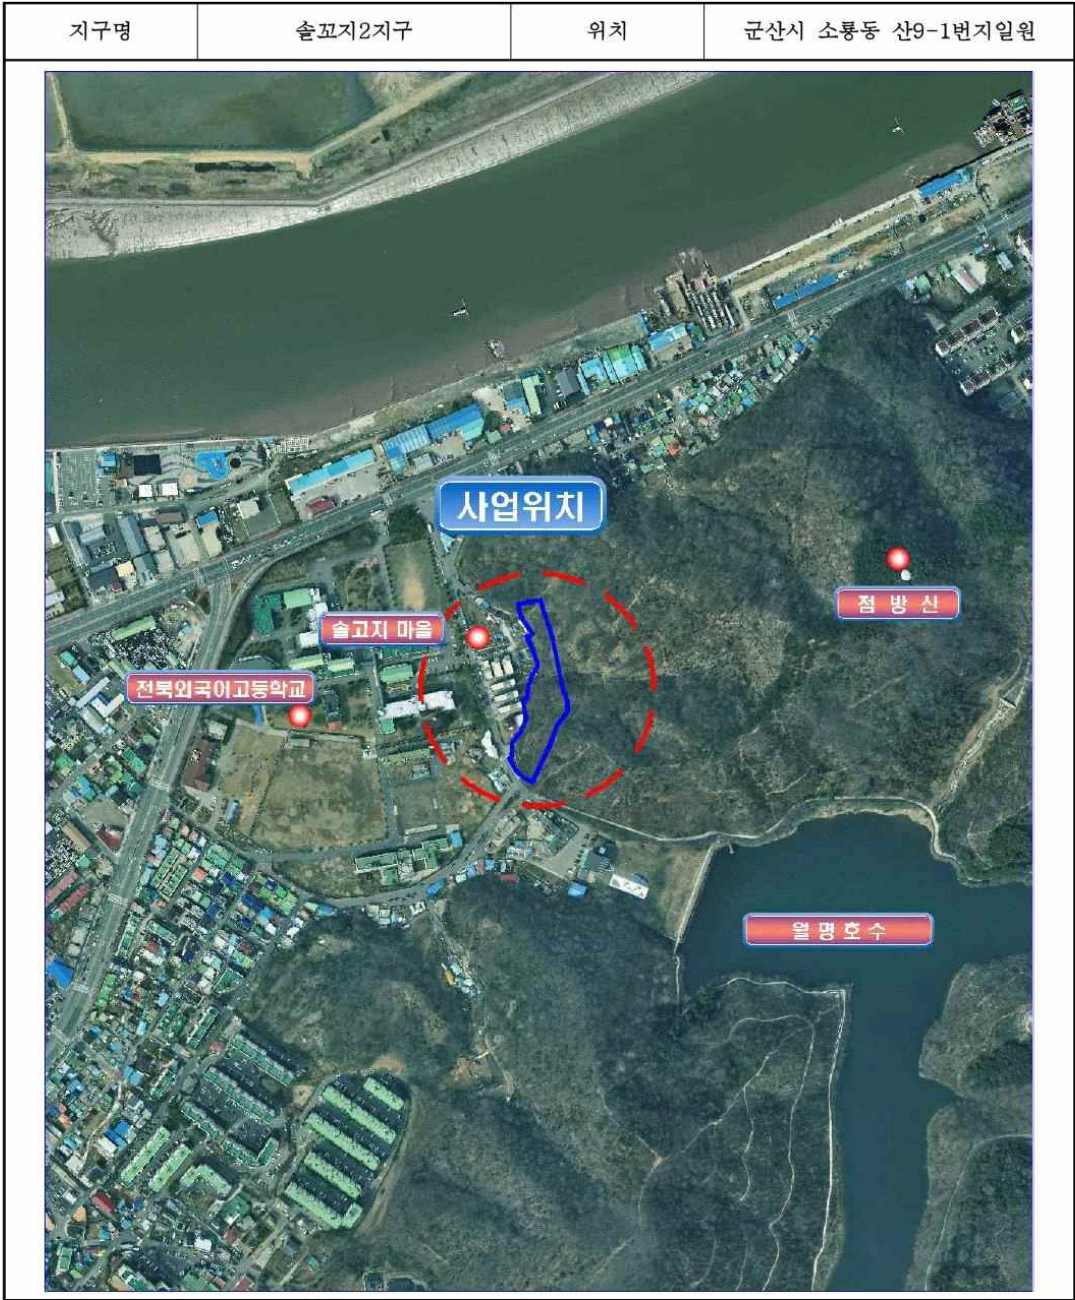 지구명 솔꼬지2지구 위치 군산시 소룡동 산9-1번지일원
사업위치
점 방 산
솔고지 마을
전북외국어고등학교
월 명 호 수